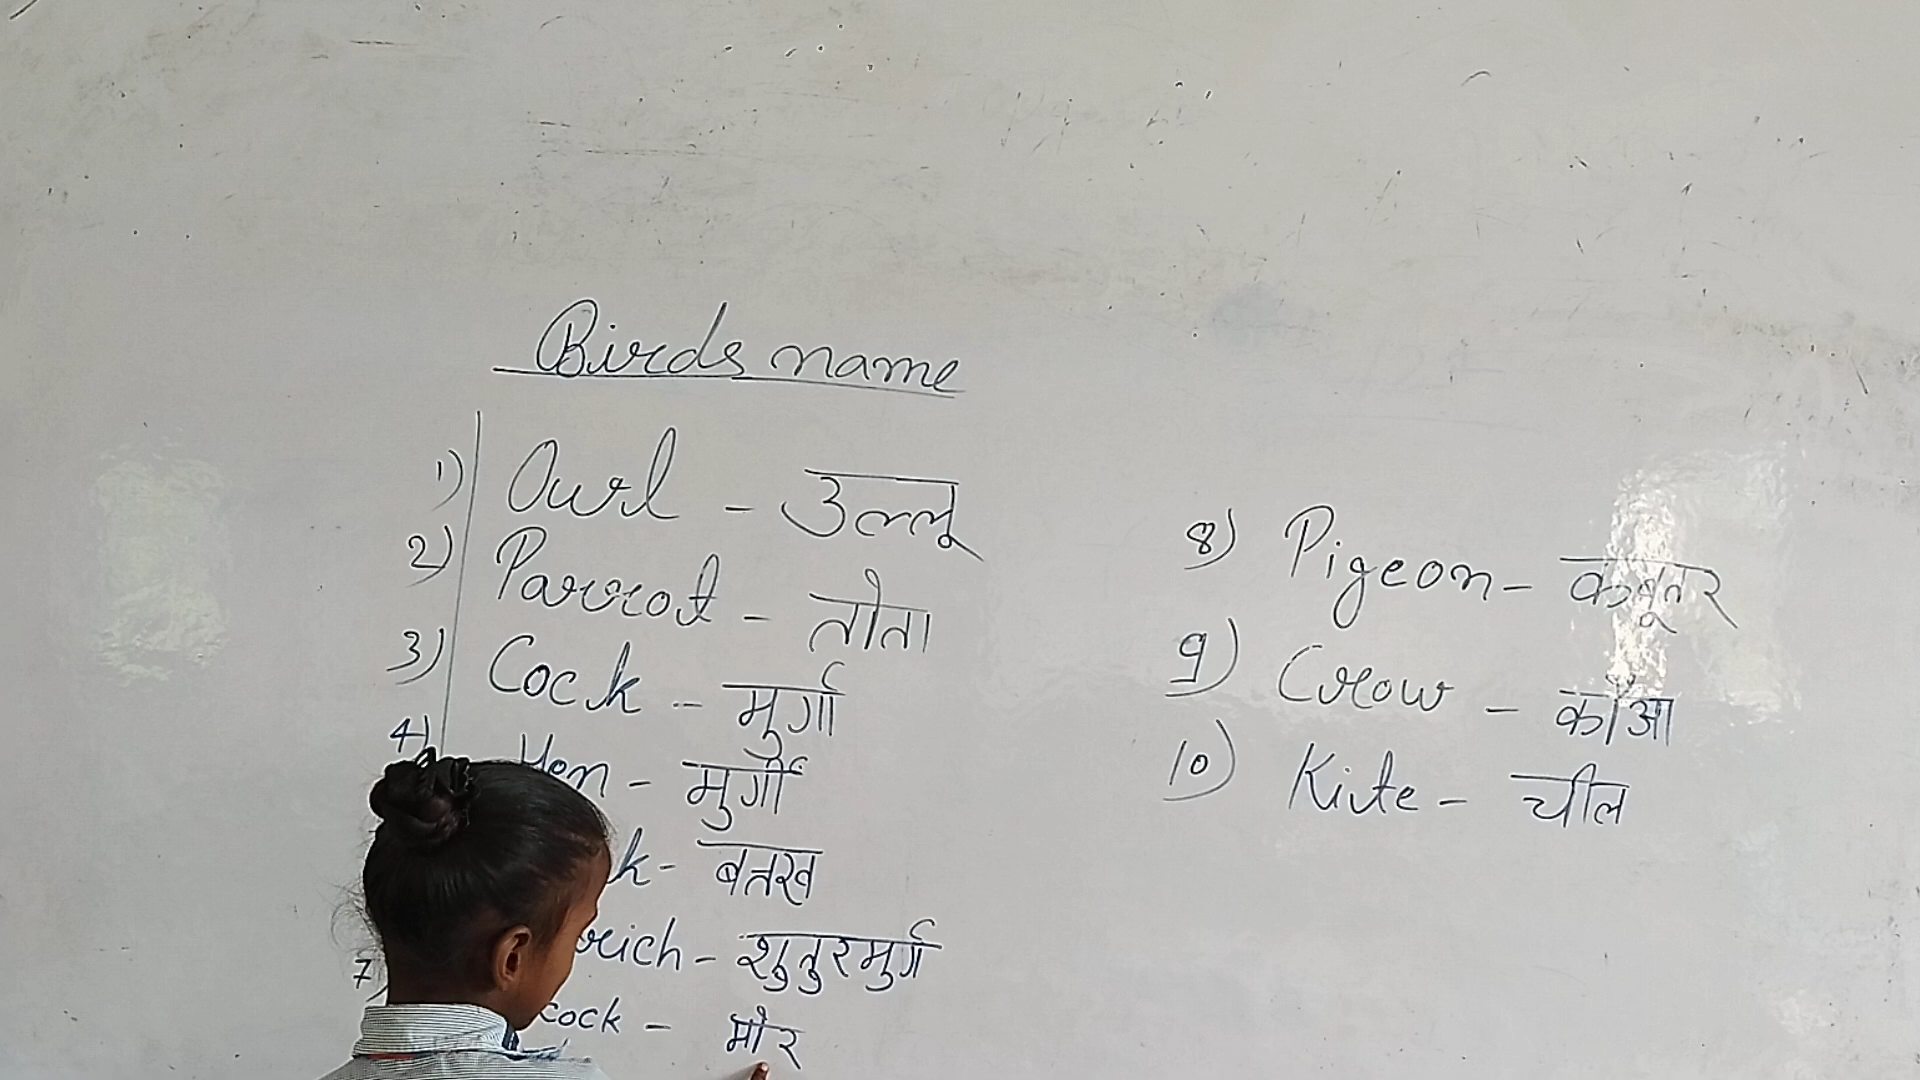 Birds name
1) Owl - उल्लू
2) Parrot - तोता
3) Cock - मुर्गा
4) Hen - मुर्गी
k - बतख
rich - शुतुरमुर्ग
7) cock - मोर
8) Pigeon - कबूतर
9) Crow - कौआ
10) Kite - चील